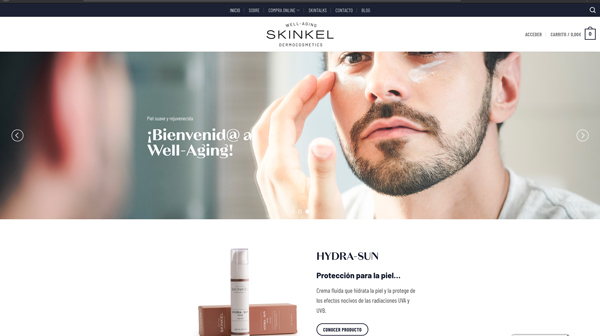 INICIO
SOBRE
COMPRA ONLINE
SKINTALKS
CONTACTO
BLOG
WELL-AGING
SKINKEL
DERMOCOSMETICS
ACCEDER
CARRITO / 0,00€
0
Piel suave y rejuvenecida
¡Bienvenid@ a
Well-Aging!
SKINKEL
HYDRA-SUN
Protección para la piel...
Crema fluida que hidrata la piel y la protege de
los efectos nocivos de las radiaciones UVA y
UVB.
CONOCER PRODUCTO